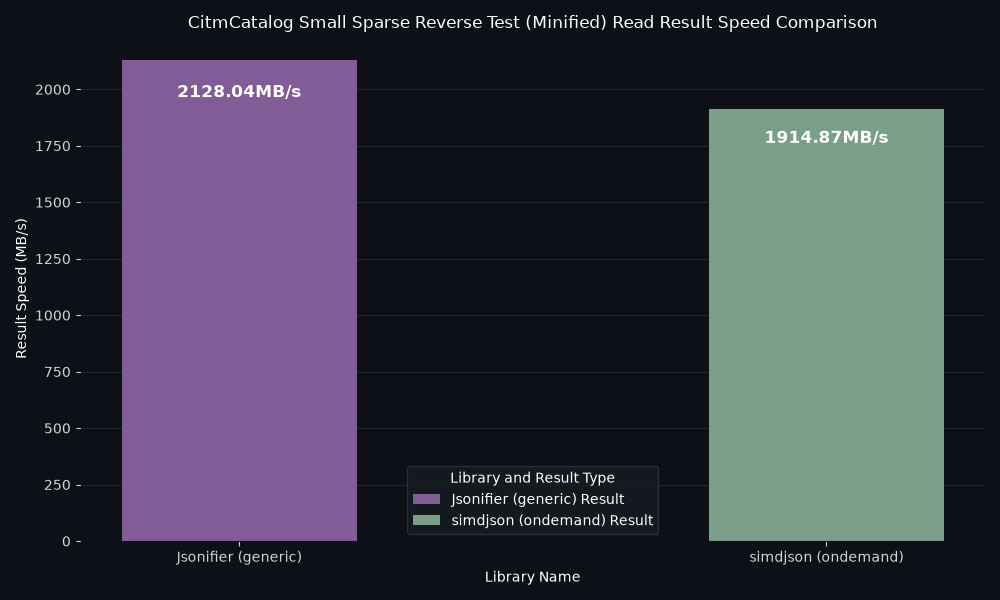 CitmCatalog Small Sparse Reverse Test (Minified) Read Result Speed Comparison
Result Speed (MB/s)
2000
1750
1500
1250
1000
750
500
250
0
2128.04MB/s
1914.87MB/s
Library and Result Type
Jsonifier (generic) Result
simdjson (ondemand) Result
Jsonifier (generic)
simdjson (ondemand)
Library Name